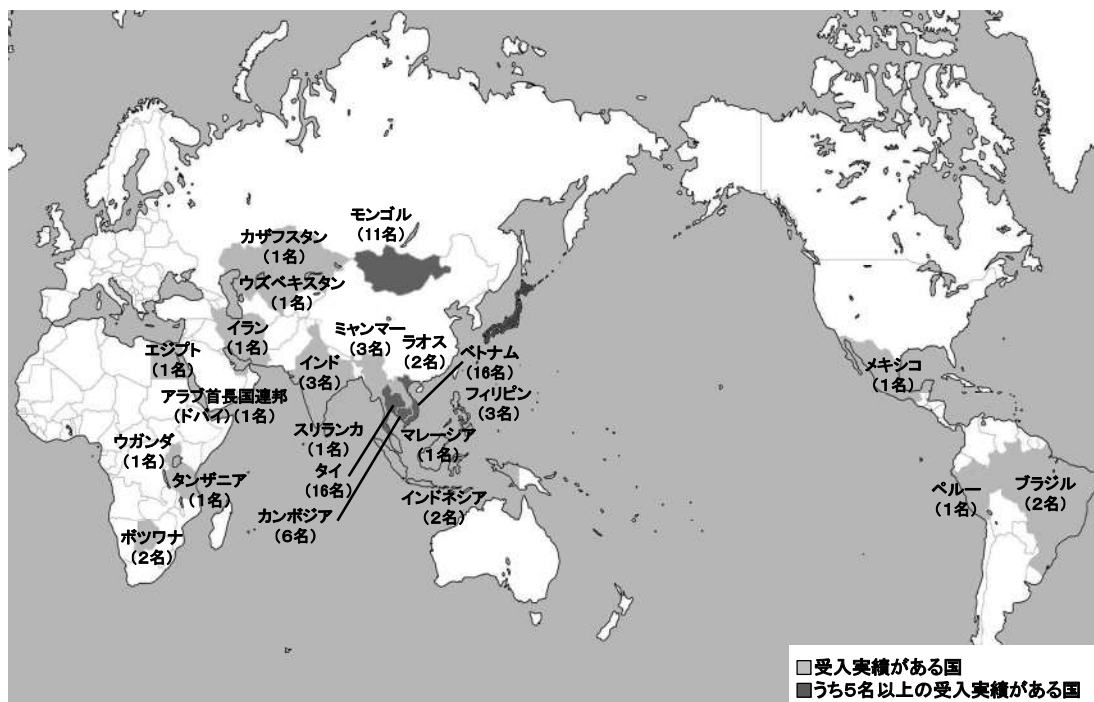 モンゴル
（11名）
カザフスタン
（1名）
ウズベキスタン
（1名）
イラン
（1名）
ミャンマー
（3名）
ラオス
（2名）
ベトナム
（16名）
エジプト
（1名）
インド
（3名）
フィリピン
（3名）
アラブ首長国連邦
（ドバイ）（1名）
スリランカ
（1名）
マレーシア
（1名）
ウガンダ
（1名）
タイ
（16名）
タンザニア
（1名）
インドネシア
（2名）
カンボジア
（6名）
ボツワナ
（2名）
メキシコ
（1名）
ペルー
（1名）
ブラジル
（2名）
受入実績がある国
うち５名以上の受入実績がある国